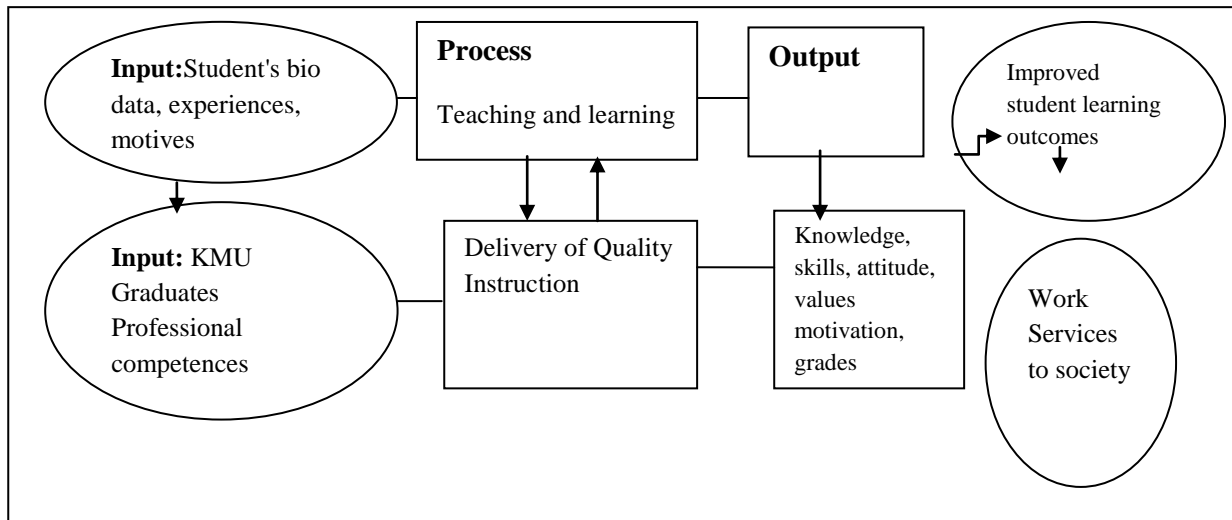 Input:Student's bio
data, experiences,
motives
Process
Teaching and learning
Output
Improved
student learning
outcomes
Input: KMU
Graduates
Professional
competences
Delivery of Quality
Instruction
Knowledge,
skills, attitude,
values
motivation,
grades
Work
Services
to society